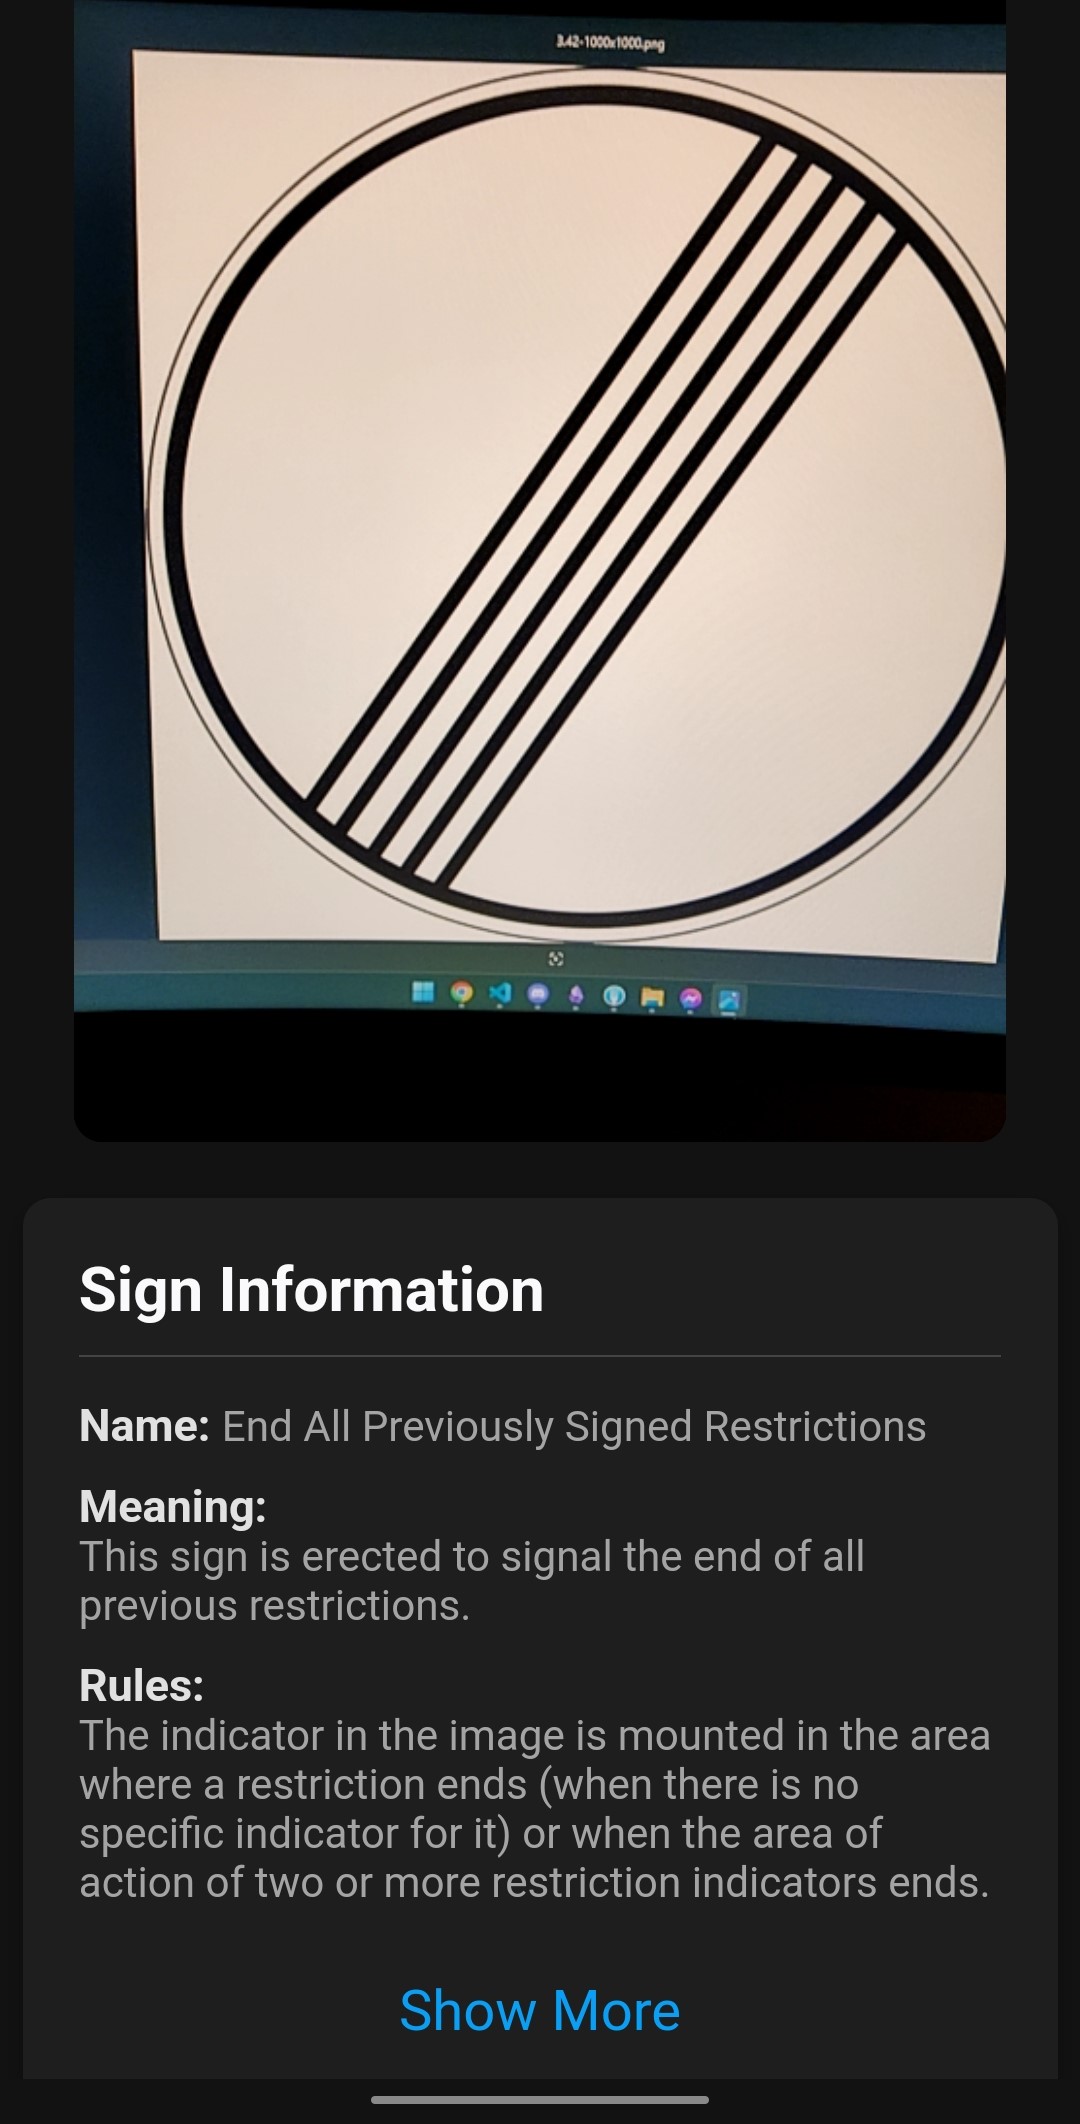 3.42-1000x1000.png
Sign Information
Name: End All Previously Signed Restrictions
Meaning:
This sign is erected to signal the end of all
previous restrictions.
Rules:
The indicator in the image is mounted in the area
where a restriction ends (when there is no
specific indicator for it) or when the area of
action of two or more restriction indicators ends.
Show More